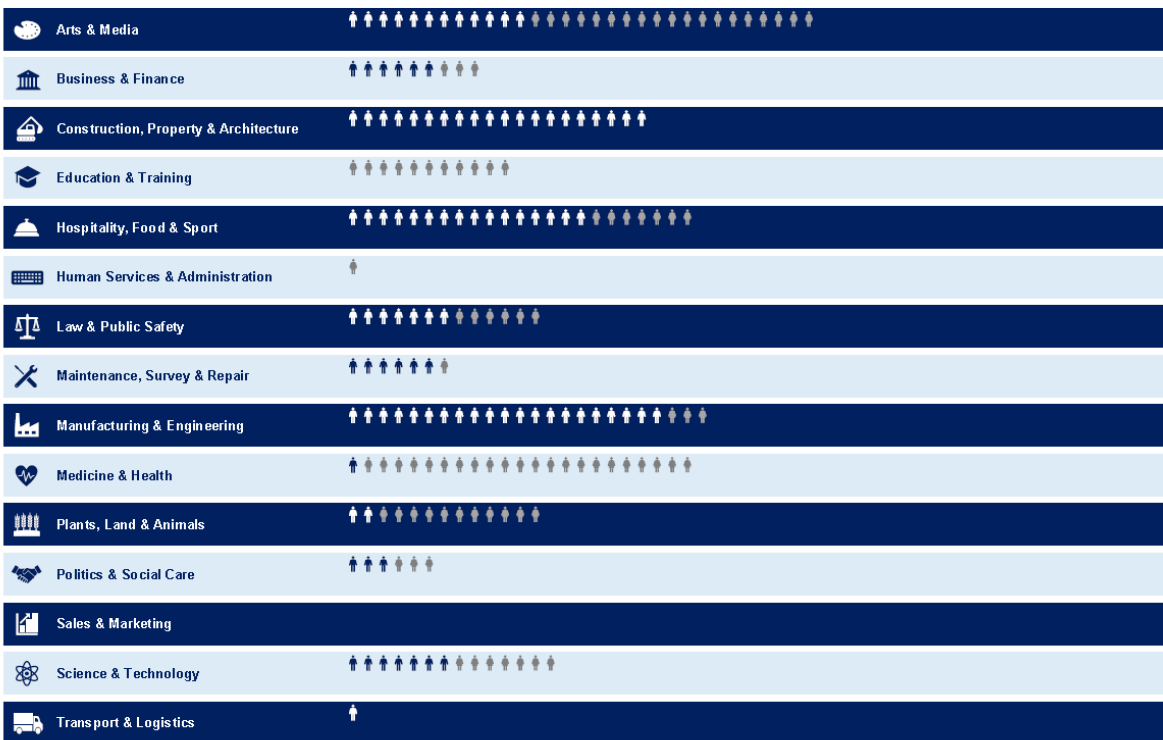 Arts & Media
Business & Finance
Construction, Property & Architecture
Education & Training
Hospitality, Food & Sport
Human Services & Administration
Law & Public Safety
Maintenance, Survey & Repair
Manufacturing & Engineering
Medicine & Health
Plants, Land & Animals
Politics & Social Care
Sales & Marketing
Science & Technology
Transport & Logistics